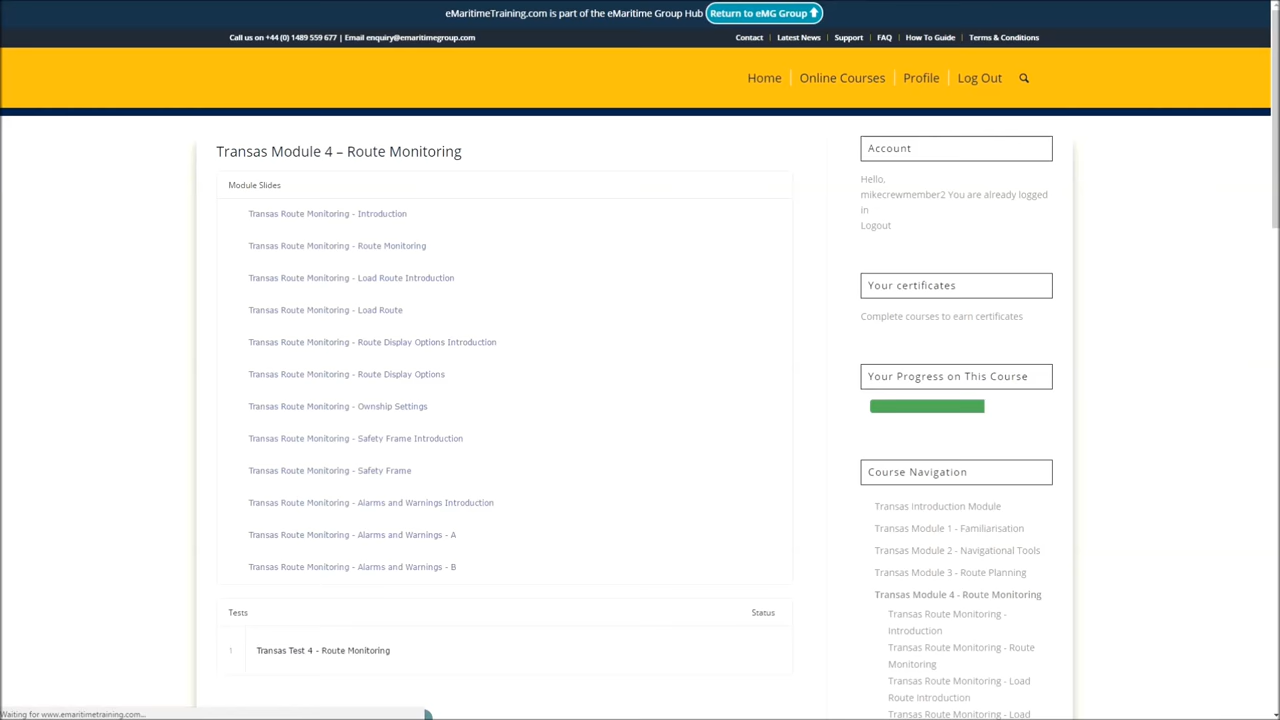 eMaritimeTraining.com is part of the eMaritime Group Hub Return to eMG Group
Call us on +44 (0) 1489 559 677 | Email enquiry@emaritimegroup.com
Contact | Latest News | Support | FAQ | How To Guide | Terms & Conditions
Home Online Courses Profile Log Out
Transas Module 4 – Route Monitoring
Module Slides
Transas Route Monitoring - Introduction
Transas Route Monitoring - Route Monitoring
Transas Route Monitoring - Load Route Introduction
Transas Route Monitoring - Load Route
Transas Route Monitoring - Route Display Options Introduction
Transas Route Monitoring - Route Display Options
Transas Route Monitoring - Ownship Settings
Transas Route Monitoring - Safety Frame Introduction
Transas Route Monitoring - Safety Frame
Transas Route Monitoring - Alarms and Warnings Introduction
Transas Route Monitoring - Alarms and Warnings - A
Transas Route Monitoring - Alarms and Warnings - B
Tests Status
1 Transas Test 4 - Route Monitoring
Account
Hello,
mikecrewmember2 You are already logged
in
Logout
Your certificates
Complete courses to earn certificates
Your Progress on This Course
Course Navigation
Transas Introduction Module
Transas Module 1 - Familiarisation
Transas Module 2 - Navigational Tools
Transas Module 3 - Route Planning
Transas Module 4 - Route Monitoring
Transas Route Monitoring -
Introduction
Transas Route Monitoring - Route
Monitoring
Transas Route Monitoring - Load
Route Introduction
Transas Route Monitoring - Load
Waiting for www.emaritimetraining.com...